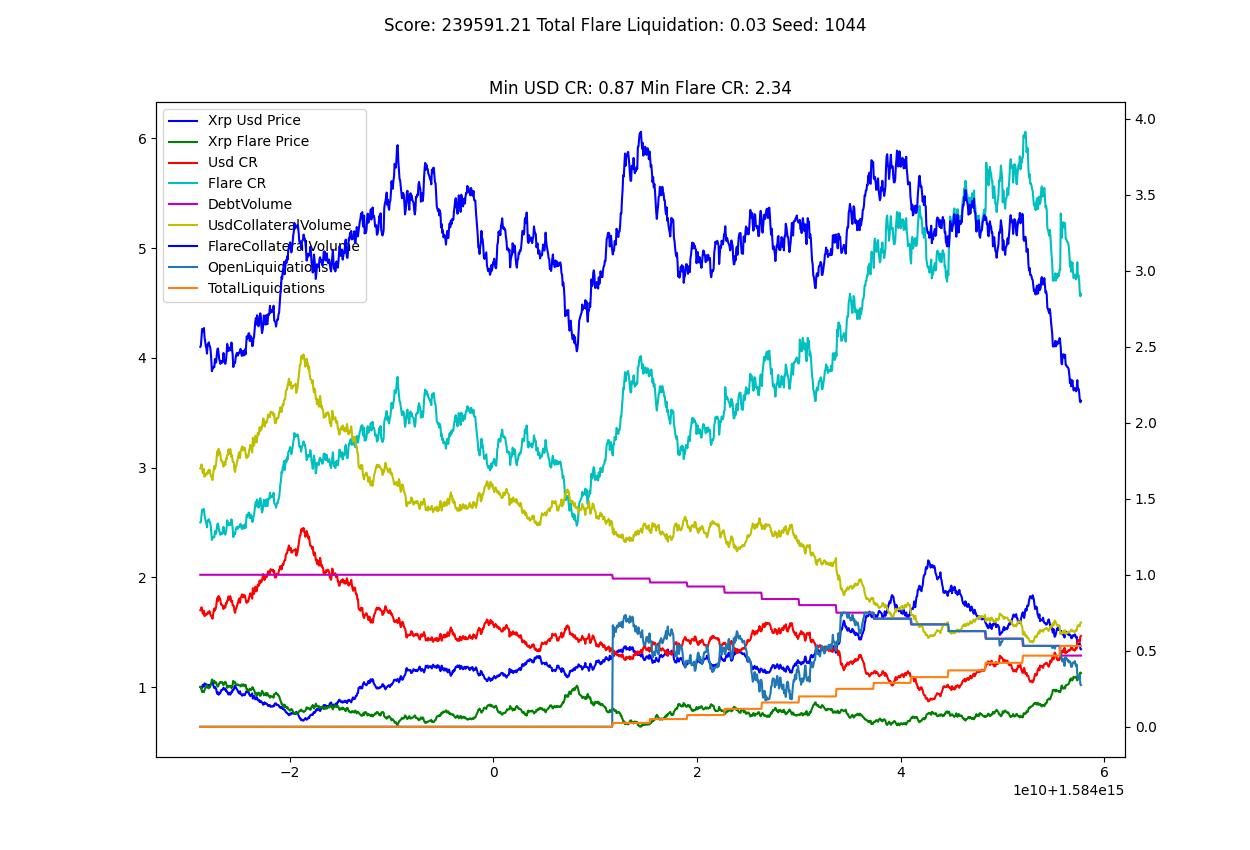 Score: 239591.21 Total Flare Liquidation: 0.03 Seed: 1044
Min USD CR: 0.87 Min Flare CR: 2.34
Xrp Usd Price
Xrp Flare Price
Usd CR
Flare CR
DebtVolume
UsdCollateralVolume
FlareCollateralVolume
OpenLiquidations
TotalLiquidations
6
5
4
3
2
1
4.0
3.5
3.0
2.5
2.0
1.5
1.0
0.5
0.0
−2
0
2
4
6
1e10+1.584e15